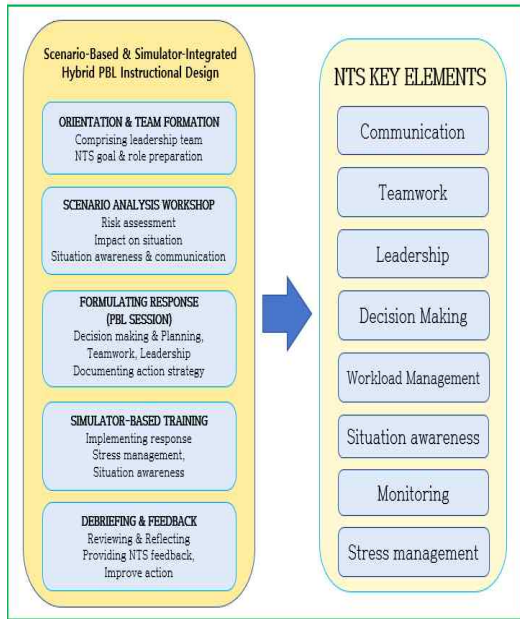 Scenario-Based & Simulator-Integrated
Hybrid PBL Instructional Design
ORIENTATION & TEAM FORMATION
Comprising leadership team
NTS goal & role preparation
SCENARIO ANALYSIS WORKSHOP
Risk assessment
Impact on situation
Situation awareness & communication
FORMULATING RESPONSE
(PBL SESSION)
Decision making & Planning,
Teamwork, Leadership
Documenting action strategy
SIMULATOR-BASED TRAINING
Implementing response
Stress management,
Situation awareness
DEBRIEFING & FEEDBACK
Reviewing & Reflecting
Providing NTS feedback,
Improve action
NTS KEY ELEMENTS
Communication
Teamwork
Leadership
Decision Making
Workload Management
Situation awareness
Monitoring
Stress management